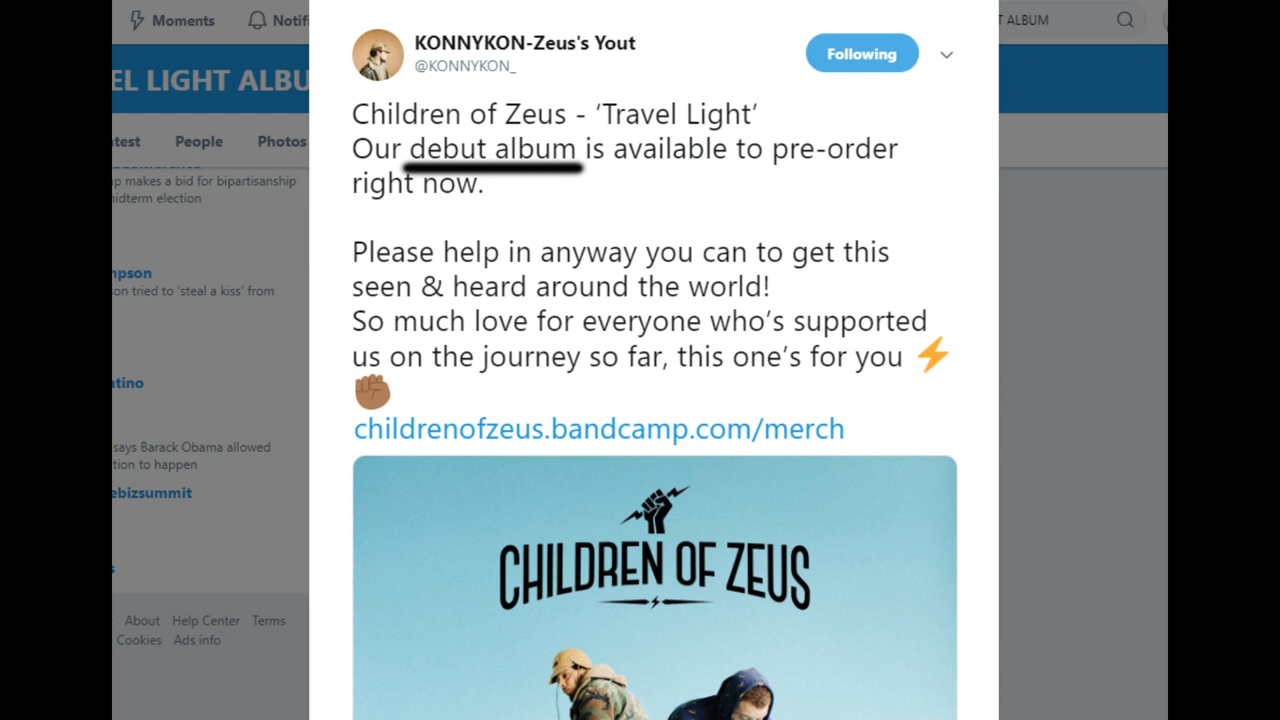 Moments
Notif
T ALBUM
EL LIGHT ALBU
test
People
Photos
p makes a bid for bipartisanship
idterm election
mpson
on tried to 'steal a kiss' from
ntino
says Barack Obama allowed
tion to happen
ebizsummit
s
About Help Center Terms
Cookies Ads info
KONNYKON-Zeus's Yout
@KONNYKON_
Following
Children of Zeus - ‘Travel Light’
Our debut album is available to pre-order
right now.
Please help in anyway you can to get this
seen & heard around the world!
So much love for everyone who’s supported
us on the journey so far, this one’s for you ⚡
✊🏾
childrenofzeus.bandcamp.com/merch
CHILDREN OF ZEUS